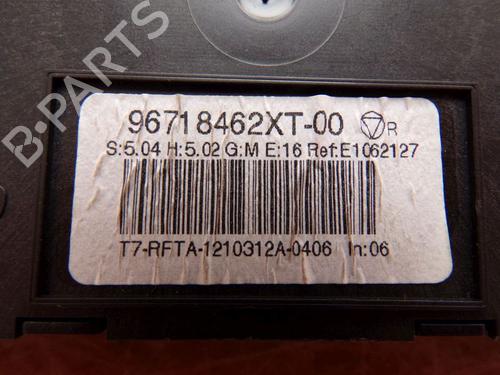 B-PARTS
96718462XT-00 R
S:5.04 H:5.02 G:M E:16 Ref:E1062127
T7-RFTA-1210312A-0406 In:06